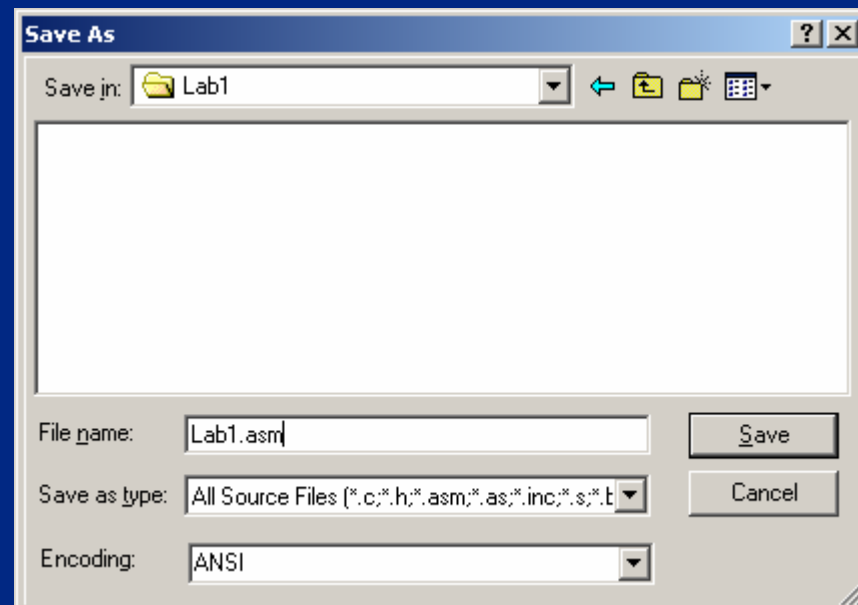 Save As
Save in: Lab1
File name: Lab1.asm
Save
Save as type: All Source Files (*.c;*.h;*.asm;*.as;*.inc;*.s;*.b
Cancel
Encoding: ANSI